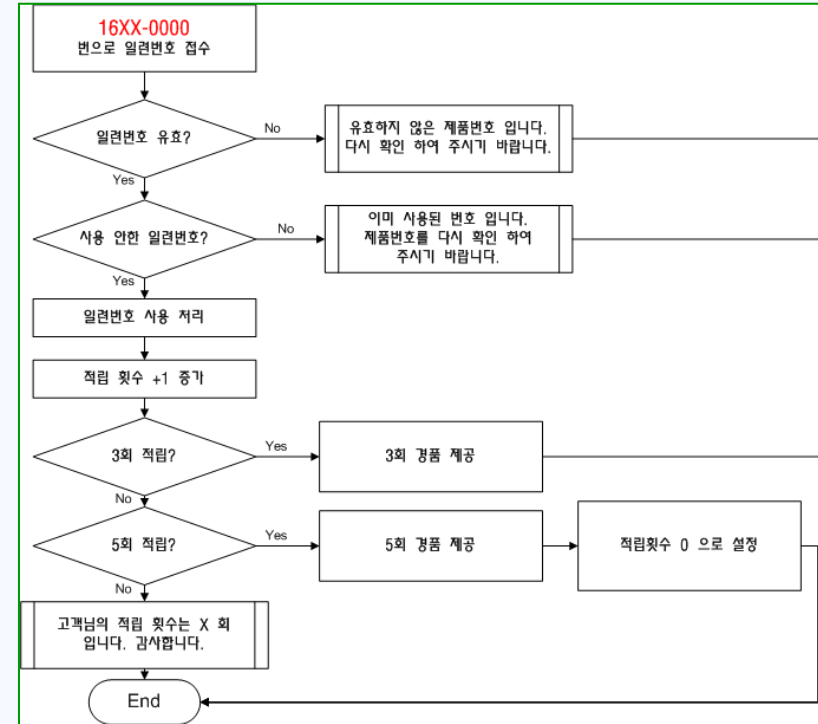 16XX-0000
번으로 일련번호 접수
일련번호 유효?
No
유효하지 않은 제품번호 입니다.
다시 확인 하여 주시기 바랍니다.
Yes
사용 안한 일련번호?
No
이미 사용된 번호 입니다.
제품번호를 다시 확인 하여
주시기 바랍니다.
Yes
일련번호 사용 처리
적립 횟수 +1 증가
3회 적립?
Yes
3회 경품 제공
No
5회 적립?
Yes
5회 경품 제공
적립횟수 0 으로 설정
No
고객님의 적립 횟수는 X 회
입니다. 감사합니다.
End